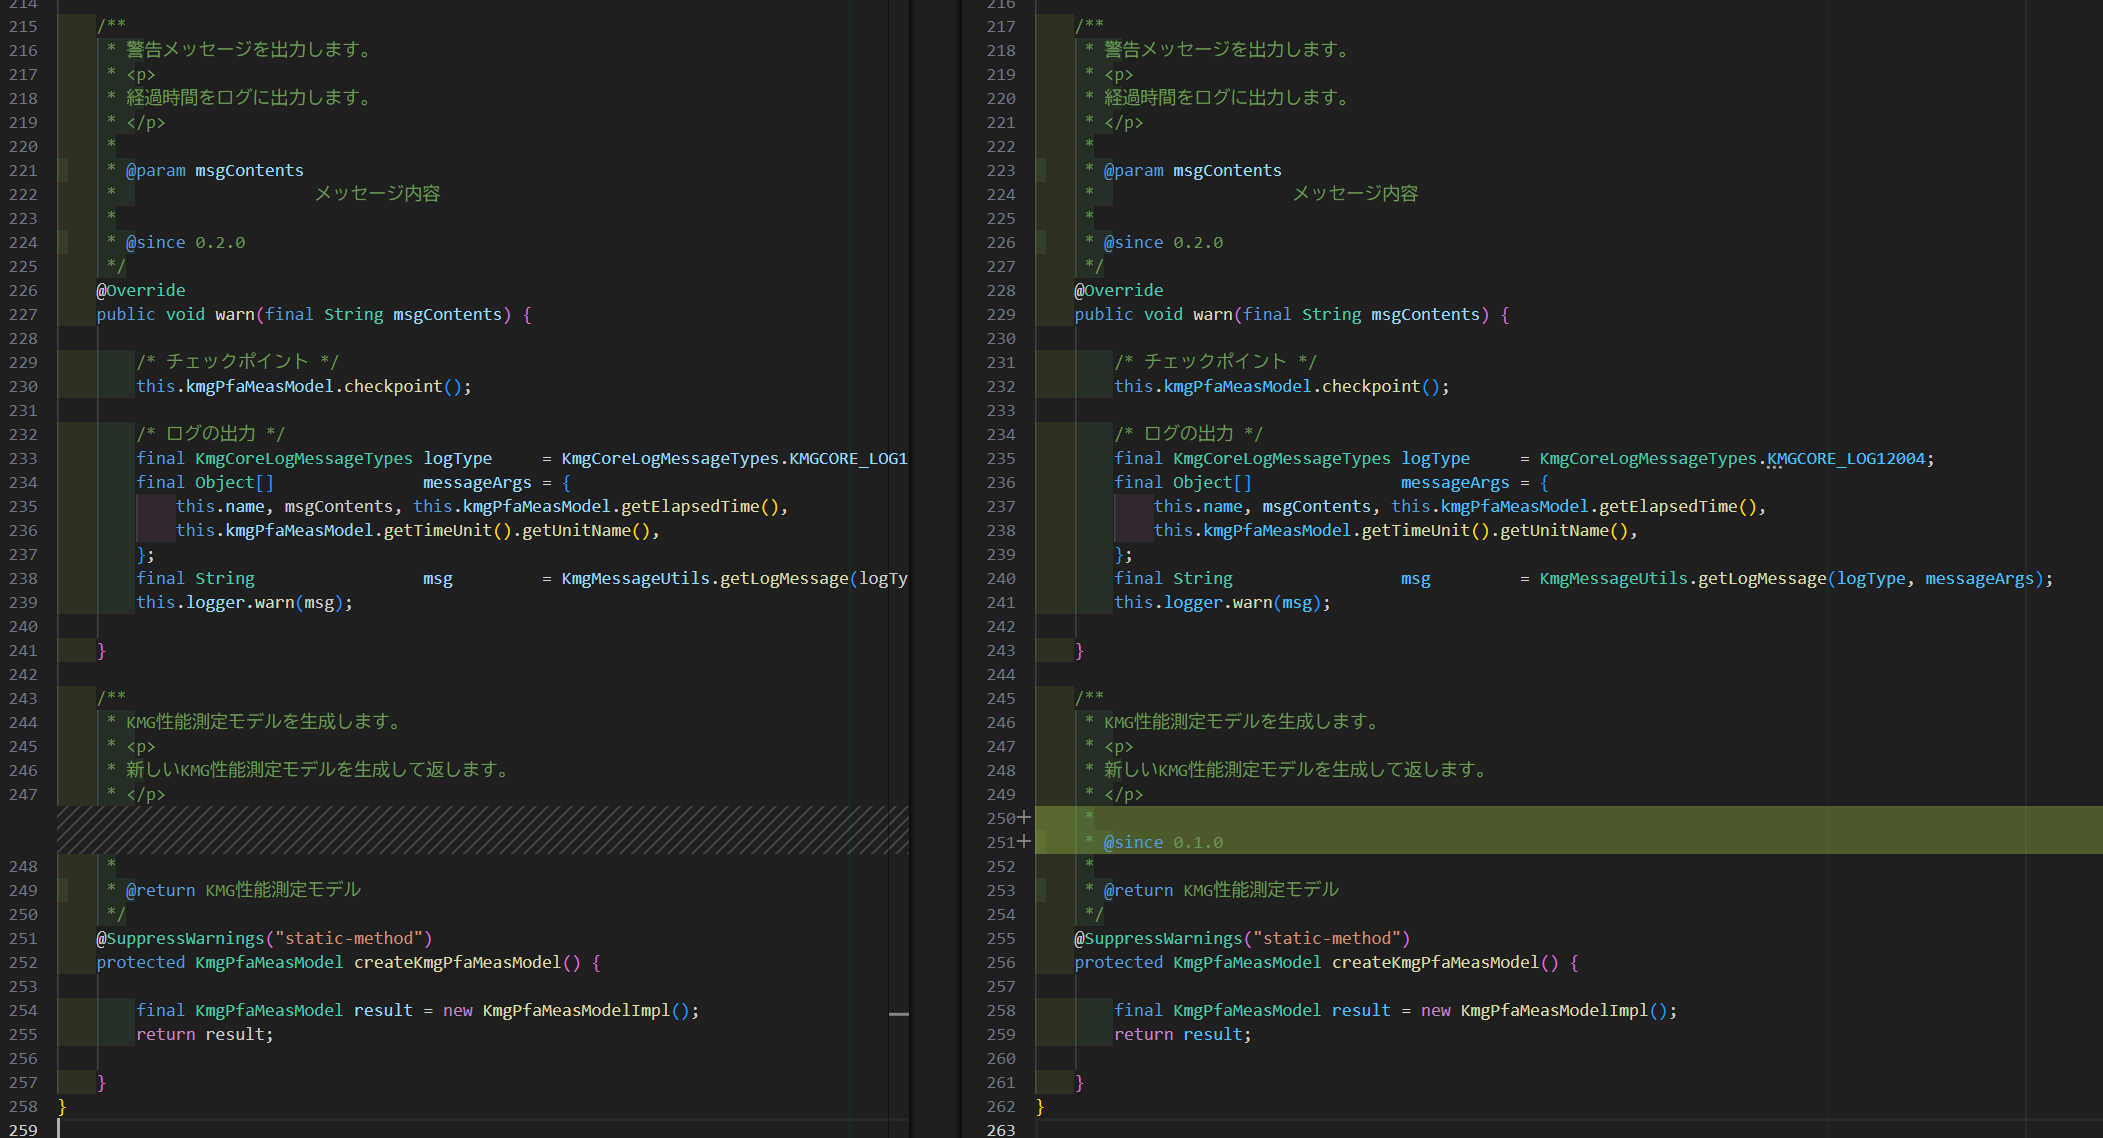 214
215 /**
216 * 警告メッセージを出力します。
217 * <p>
218 * 経過時間をログに出力します。
219 * </p>
220 *
221 * @param msgContents
222 * メッセージ内容
223 *
224 * @since 0.2.0
225 */
226 @Override
227 public void warn(final String msgContents) {
228
229 /* チェックポイント */
230 this.kmgPfaMeasModel.checkpoint();
231
232 /* ログの出力 */
233 final KmgCoreLogMessageTypes logType = KmgCoreLogMessageTypes.KMGCORE_LOG1
234 final Object[] messageArgs = {
235 this.name, msgContents, this.kmgPfaMeasModel.getElapsedTime(),
236 this.kmgPfaMeasModel.getTimeUnit().getUnitName(),
237 };
238 final String msg = KmgMessageUtils.getLogMessage(logTy
239 this.logger.warn(msg);
240
241 }
242
243 /**
244 * KMG性能測定モデルを生成します。
245 * <p>
246 * 新しいKMG性能測定モデルを生成して返します。
247 * </p>
248 *
249 * @return KMG性能測定モデル
250 */
251 @SuppressWarnings("static-method")
252 protected KmgPfaMeasModel createKmgPfaMeasModel() {
253
254 final KmgPfaMeasModel result = new KmgPfaMeasModelImpl();
255 return result;
256
257 }
258 }
259
216
217 /**
218 * 警告メッセージを出力します。
219 * <p>
220 * 経過時間をログに出力します。
221 * </p>
222 *
223 * @param msgContents
224 * メッセージ内容
225 *
226 * @since 0.2.0
227 */
228 @Override
229 public void warn(final String msgContents) {
230
231 /* チェックポイント */
232 this.kmgPfaMeasModel.checkpoint();
233
234 /* ログの出力 */
235 final KmgCoreLogMessageTypes logType = KmgCoreLogMessageTypes.KMGCORE_LOG12004;
236 final Object[] messageArgs = {
237 this.name, msgContents, this.kmgPfaMeasModel.getElapsedTime(),
238 this.kmgPfaMeasModel.getTimeUnit().getUnitName(),
239 };
240 final String msg = KmgMessageUtils.getLogMessage(logType, messageArgs);
241 this.logger.warn(msg);
242
243 }
244
245 /**
246 * KMG性能測定モデルを生成します。
247 * <p>
248 * 新しいKMG性能測定モデルを生成して返します。
249 * </p>
250+ *
251+ * @since 0.1.0
252 *
253 * @return KMG性能測定モデル
254 */
255 @SuppressWarnings("static-method")
256 protected KmgPfaMeasModel createKmgPfaMeasModel() {
257
258 final KmgPfaMeasModel result = new KmgPfaMeasModelImpl();
259 return result;
260
261 }
262 }
263